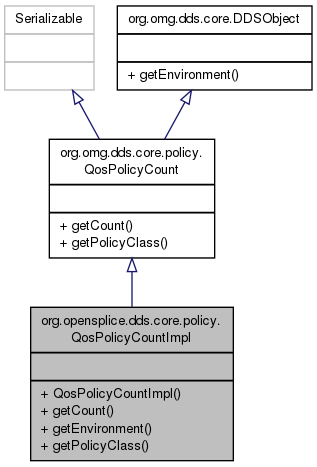 Serializable
org.omg.dds.core.DDSObject
+ getEnvironment()
org.omg.dds.core.policy.
QosPolicyCount
+ getCount()
+ getPolicyClass()
org.opensplice.dds.core.policy.
QosPolicyCountImpl
+ QosPolicyCountImpl()
+ getCount()
+ getEnvironment()
+ getPolicyClass()